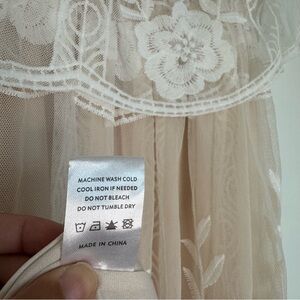 MACHINE WASH COLD
COOL IRON IF NEEDED
DO NOT BLEACH
DO NOT TUMBLE DRY
MADE IN CHINA